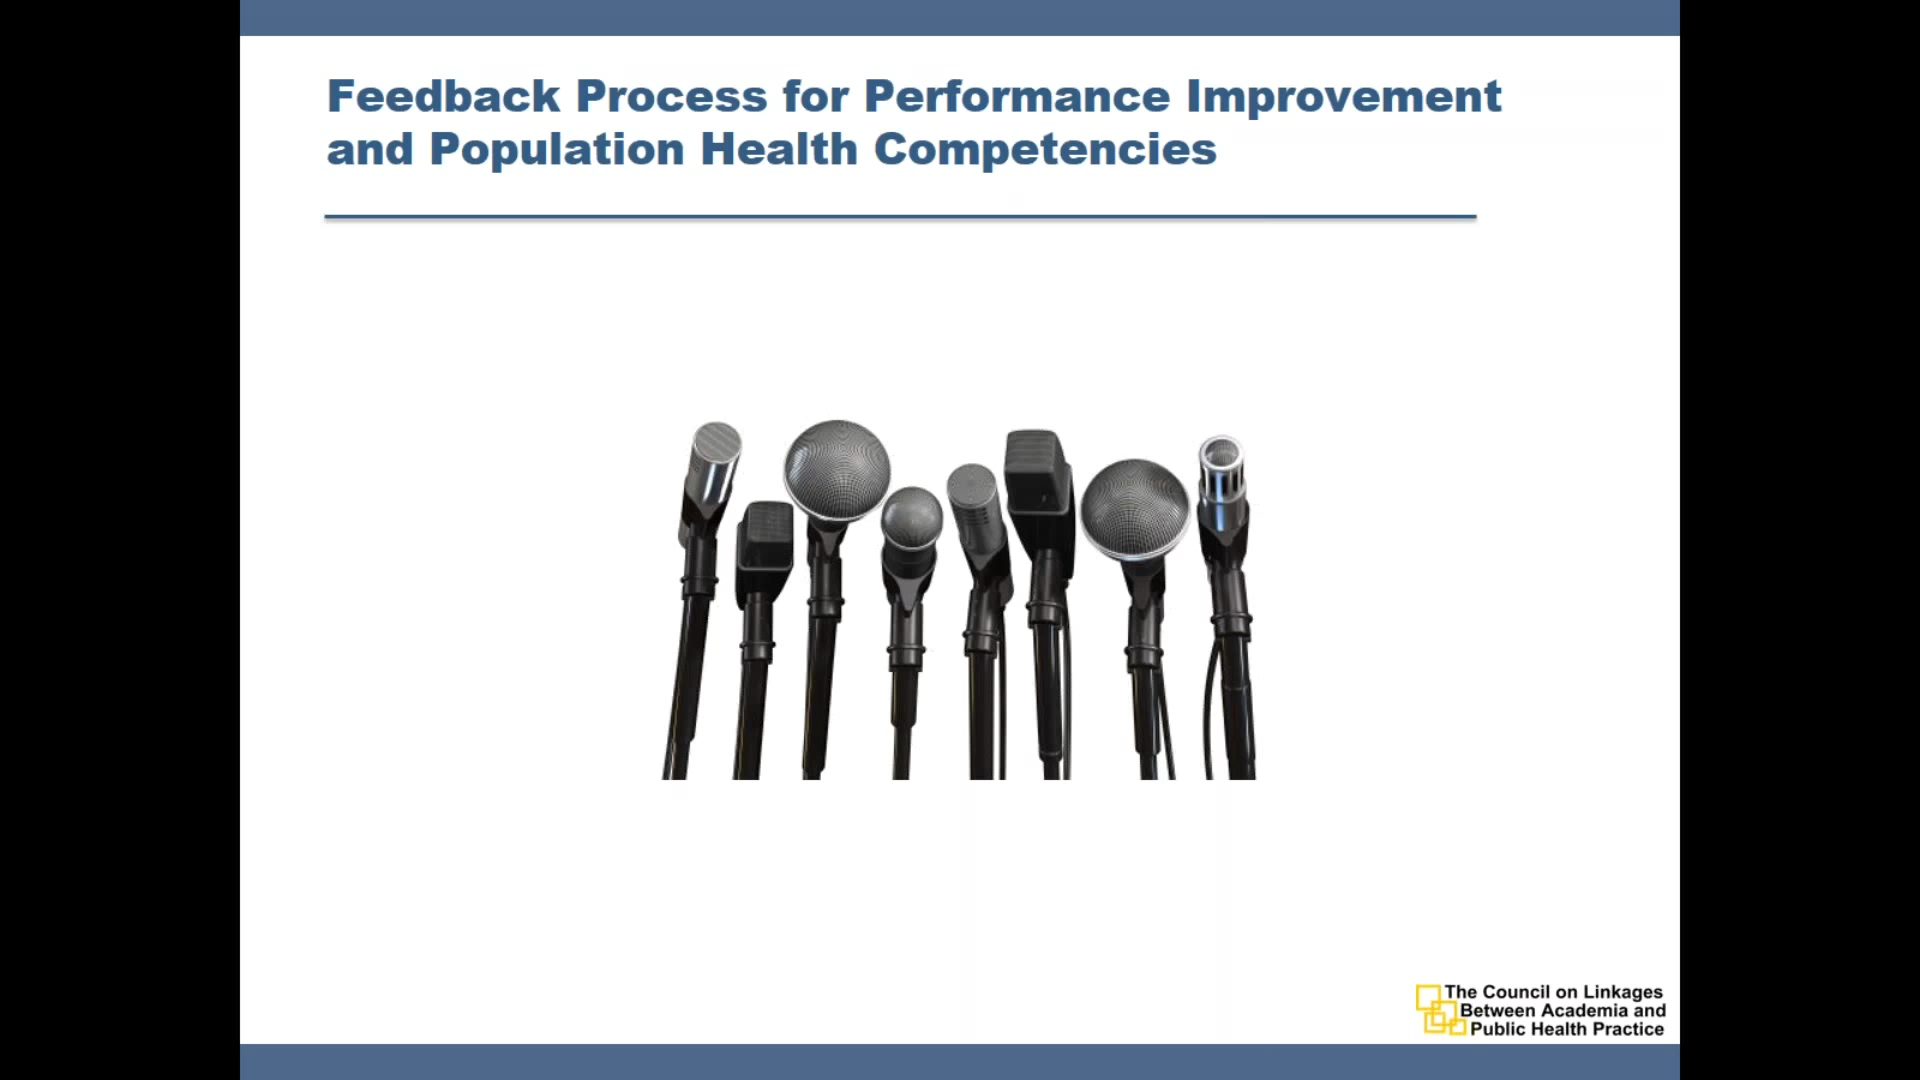 Feedback Process for Performance Improvement
and Population Health Competencies
The Council on Linkages
Between Academia and
Public Health Practice